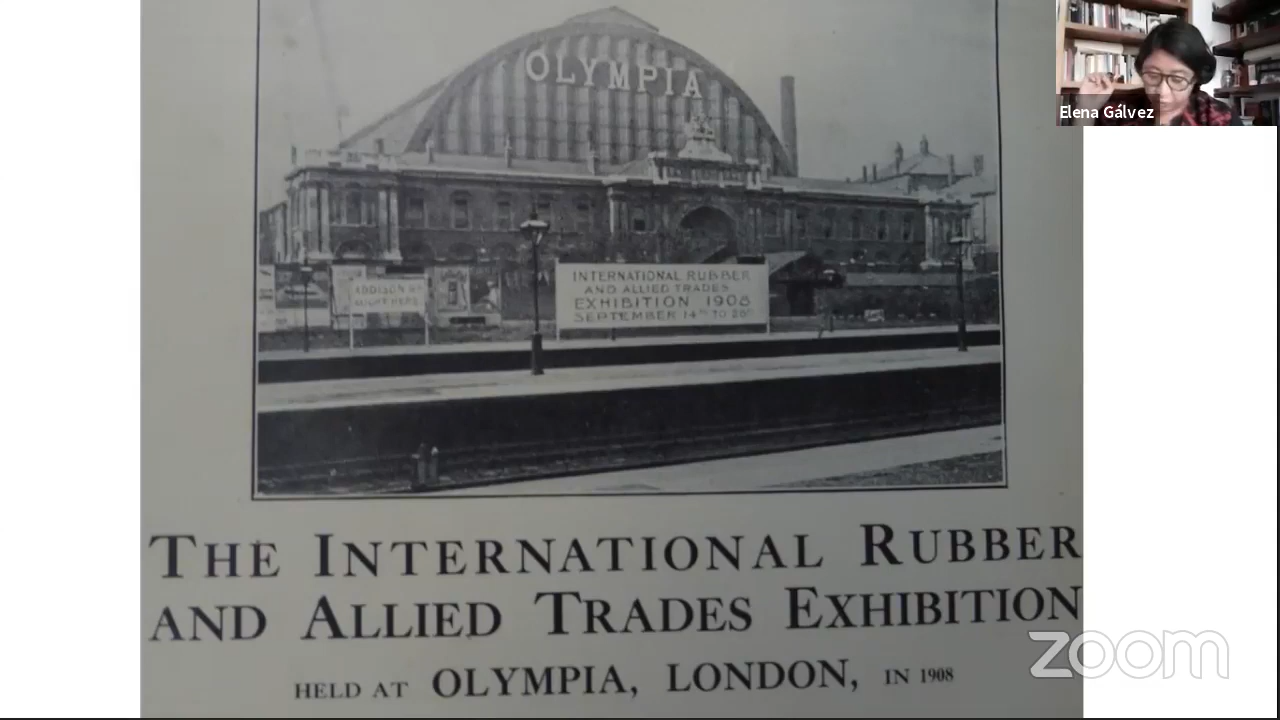 OLYMPIA
INTERNATIONAL RUBBER
AND ALLIED TRADES
EXHIBITION 1908
SEPTEMBER 14TH TO
THE INTERNATIONAL RUBBER
AND ALLIED TRADES EXHIBITION
HELD AT OLYMPIA, LONDON, IN 1908
Elena Gálvez
zoom